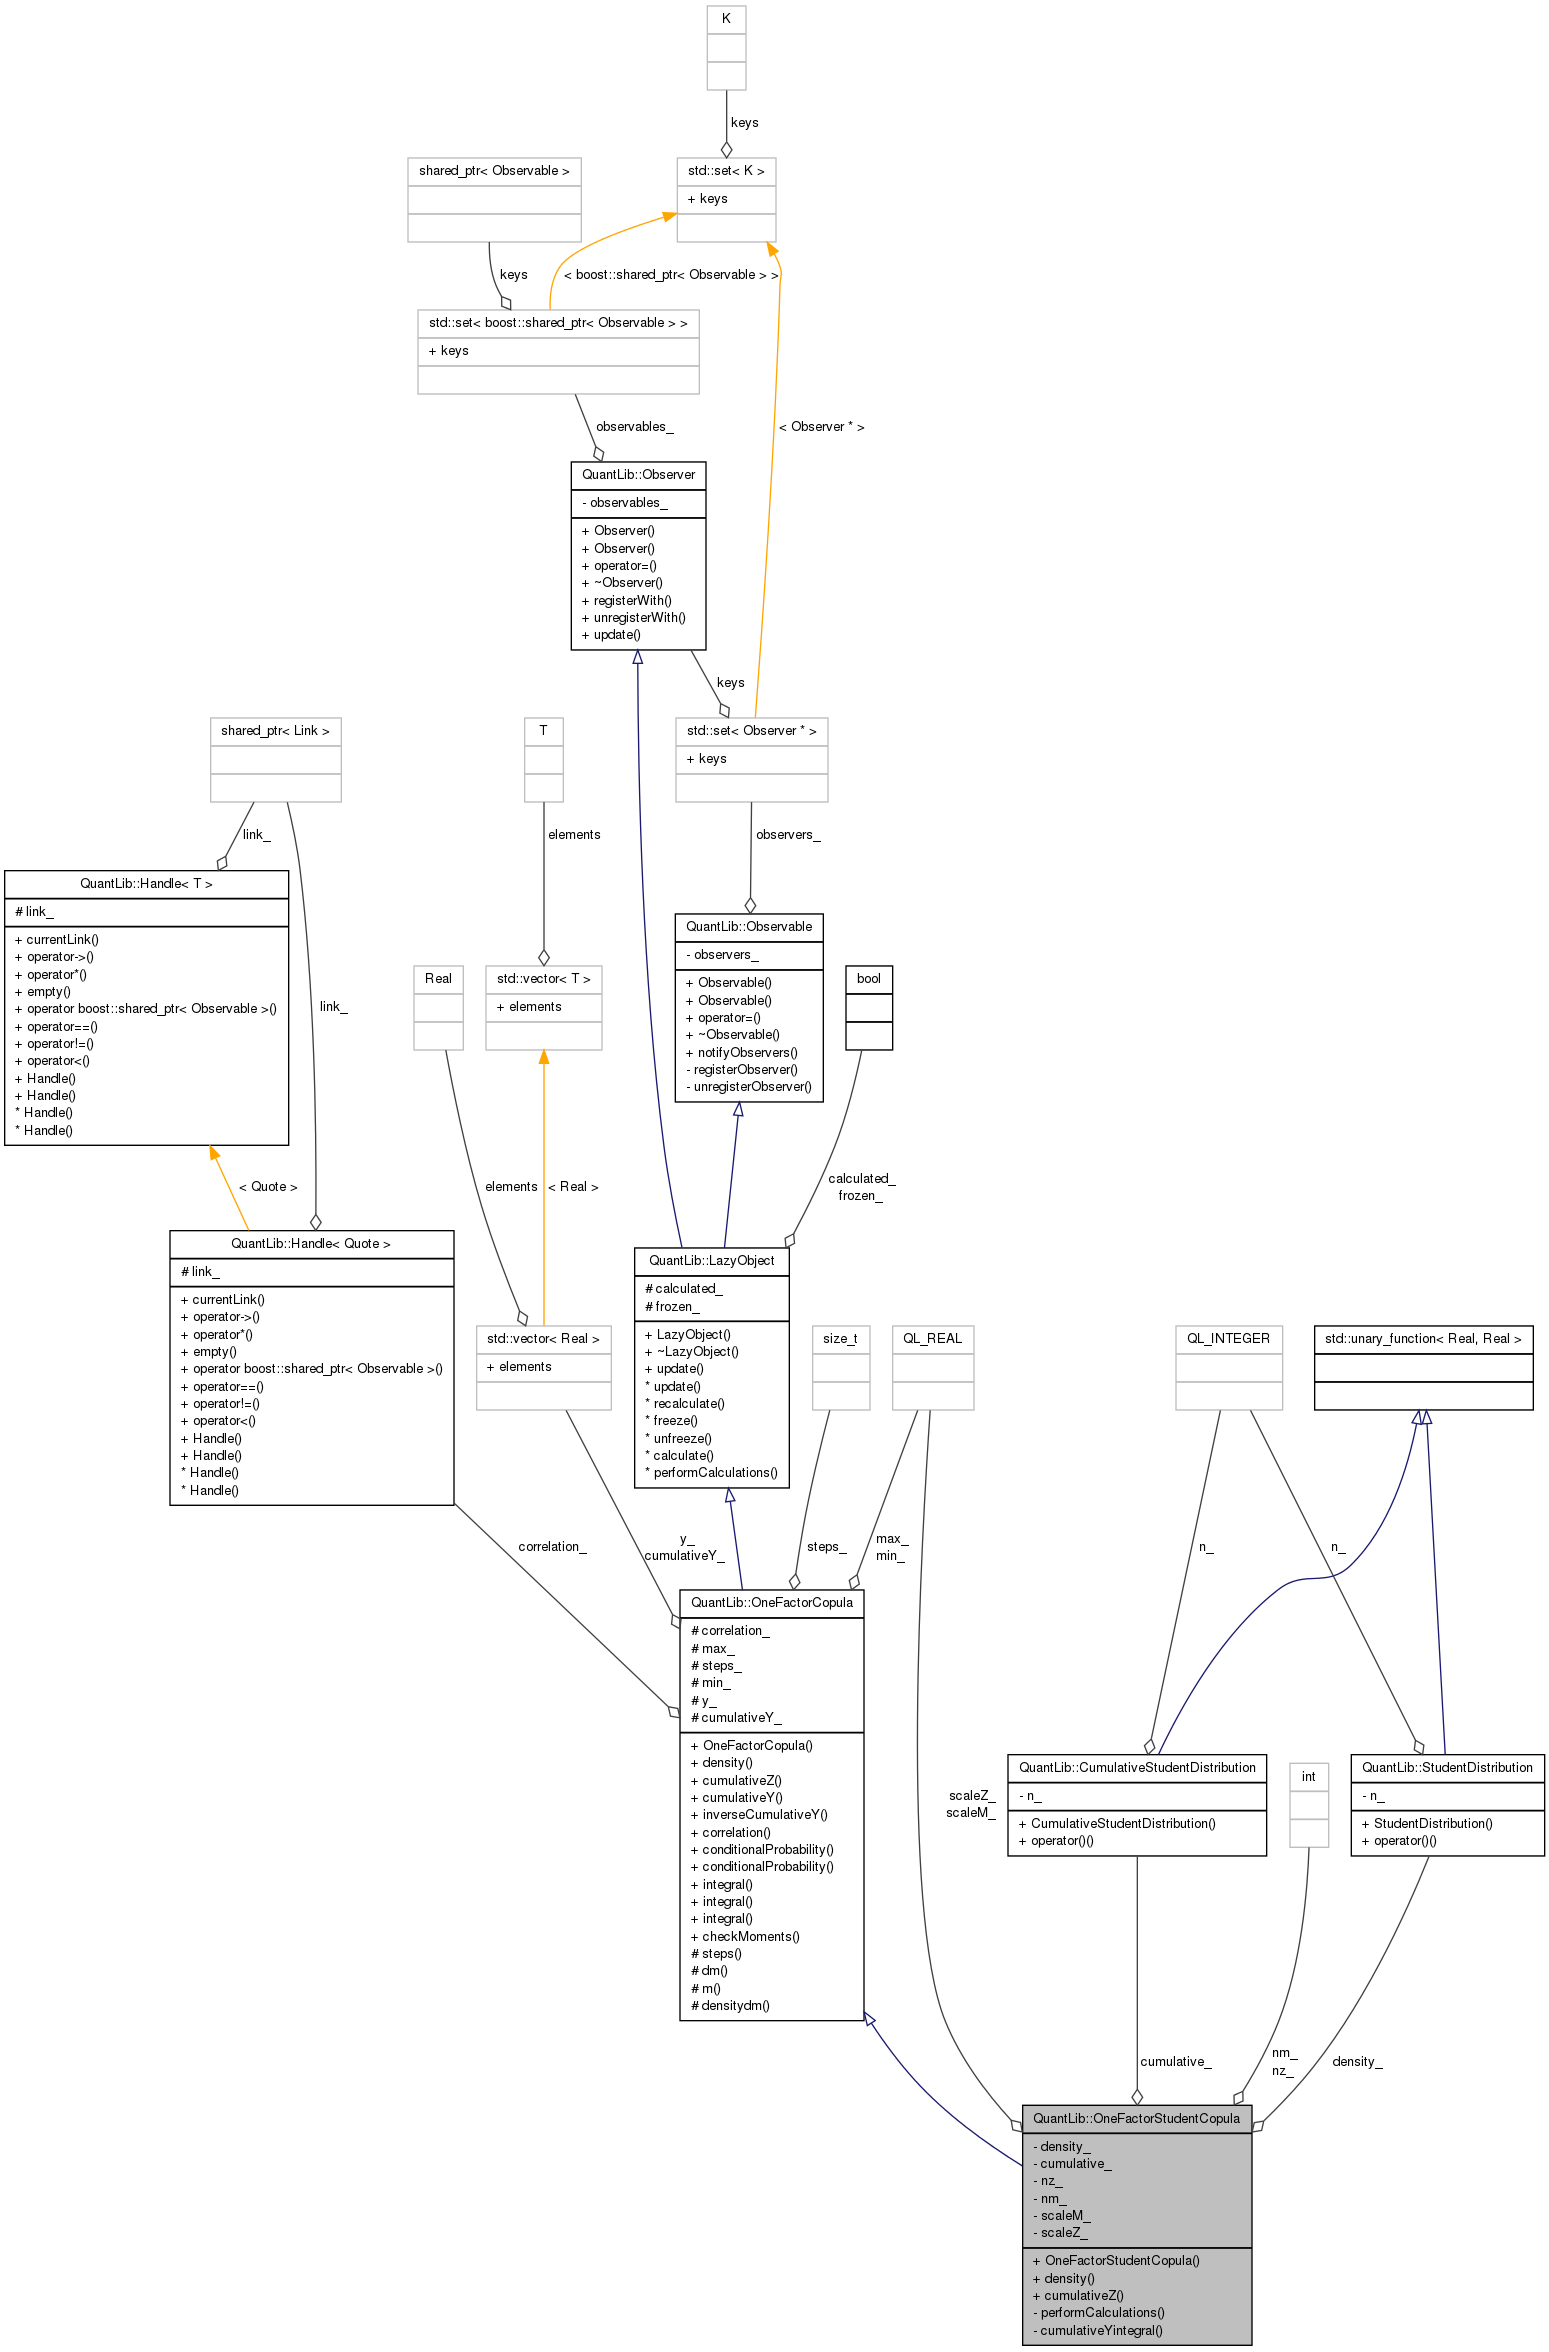 K
keys
shared_ptr< Observable >
std::set< K >
+ keys
keys
< boost::shared_ptr< Observable > >
std::set< boost::shared_ptr< Observable > >
+ keys
observables_
< Observer * >
QuantLib::Observer
- observables_
+ Observer()
+ Observer()
+ operator=()
+ ~Observer()
+ registerWith()
+ unregisterWith()
+ update()
keys
shared_ptr< Link >
T
std::set< Observer * >
+ keys
link_
elements
observers_
QuantLib::Handle< T >
# link_
+ currentLink()
+ operator->()
+ operator*()
+ empty()
+ operator boost::shared_ptr< Observable >()
+ operator==()
+ operator!=()
+ operator<()
+ Handle()
+ Handle()
* Handle()
* Handle()
link_
Real
std::vector< T >
+ elements
QuantLib::Observable
- observers_
+ Observable()
+ Observable()
+ operator=()
+ ~Observable()
+ notifyObservers()
- registerObserver()
- unregisterObserver()
bool
< Quote >
elements
< Real >
calculated_
frozen_
QuantLib::Handle< Quote >
# link_
+ currentLink()
+ operator->()
+ operator*()
+ empty()
+ operator boost::shared_ptr< Observable >()
+ operator==()
+ operator!=()
+ operator<()
+ Handle()
+ Handle()
* Handle()
* Handle()
std::vector< Real >
+ elements
QuantLib::LazyObject
# calculated_
# frozen_
+ LazyObject()
+ ~LazyObject()
+ update()
* update()
* recalculate()
* freeze()
* unfreeze()
* calculate()
* performCalculations()
size_t
QL_REAL
QL_INTEGER
std::unary_function< Real, Real >
correlation_
y_
cumulativeY_
steps_
max_
min_
n_
n_
QuantLib::OneFactorCopula
# correlation_
# max_
# steps_
# min_
# y_
# cumulativeY_
+ OneFactorCopula()
+ density()
+ cumulativeZ()
+ cumulativeY()
+ inverseCumulativeY()
+ correlation()
+ conditionalProbability()
+ conditionalProbability()
+ integral()
+ integral()
+ integral()
+ checkMoments()
# steps()
# dm()
# m()
# densitydm()
scaleZ_
scaleM_
QuantLib::CumulativeStudentDistribution
- n_
+ CumulativeStudentDistribution()
+ operator()()
int
QuantLib::StudentDistribution
- n_
+ StudentDistribution()
+ operator()()
cumulative_
nm_
nz_
density_
QuantLib::OneFactorStudentCopula
- density_
- cumulative_
- nz_
- nm_
- scaleM_
- scaleZ_
+ OneFactorStudentCopula()
+ density()
+ cumulativeZ()
- performCalculations()
- cumulativeYintegral()